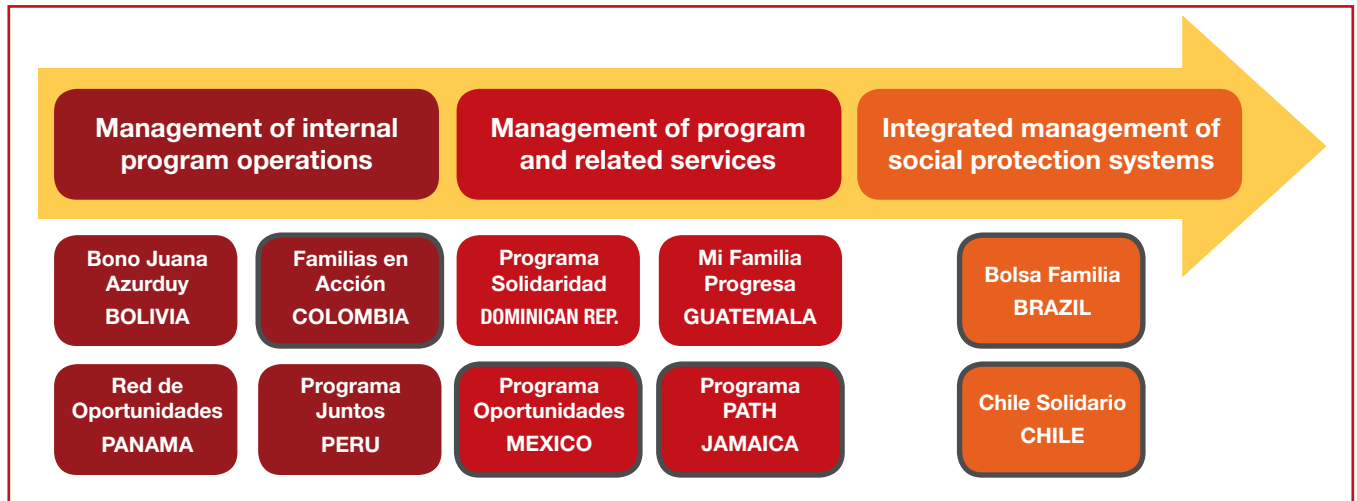 Management of internal
program operations
Management of program
and related services
Integrated management of
social protection systems
Bono Juana
Azurduy
BOLIVIA
Familias en
Acción
COLOMBIA
Programa
Solidaridad
DOMINICAN REP.
Mi Familia
Progresa
GUATEMALA
Bolsa Familia
BRAZIL
Red de
Oportunidades
PANAMA
Programa
Juntos
PERU
Programa
Oportunidades
MEXICO
Programa
PATH
JAMAICA
Chile Solidario
CHILE